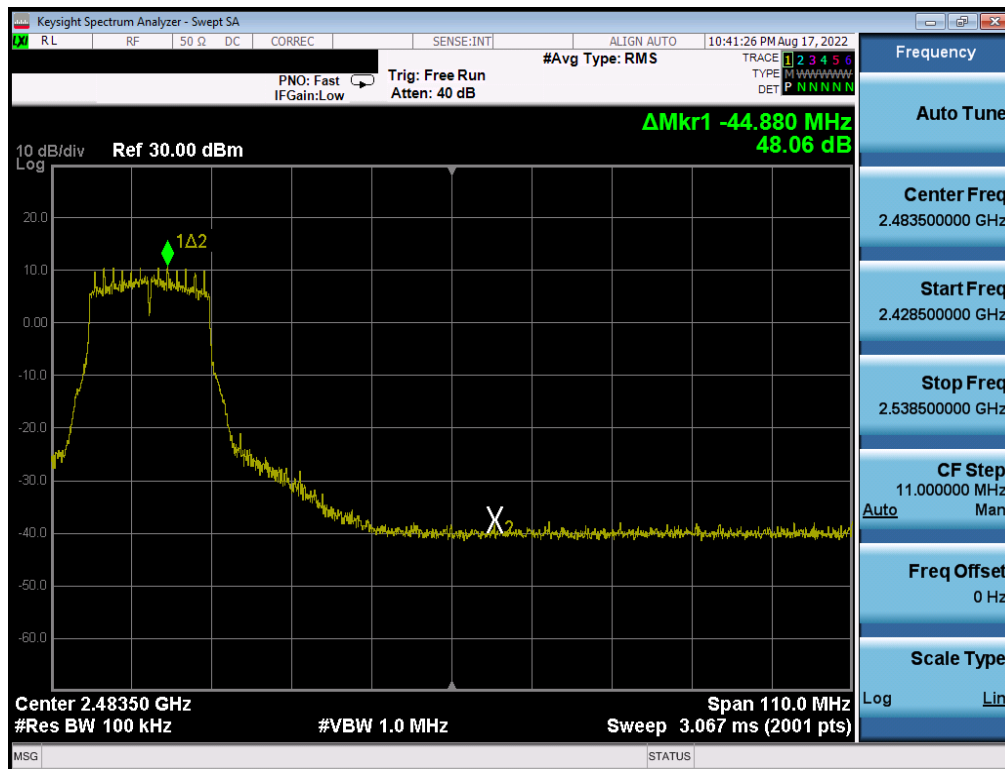 Keysight Spectrum Analyzer - Swept SA
LXI RL RF 50 Ω DC CORREC SENSE:INT ALIGN AUTO 10:41:26 PM Aug 17, 2022
#Avg Type: RMS
TRACE 1 2 3 4 5 6
PNO: Fast Trig: Free Run
TYPE M WWWWW
IFGain:Low Atten: 40 dB
DET P N N N N N
ΔMkr1 -44.880 MHz
48.06 dB
10 dB/div Ref 30.00 dBm
Log
20.0
1Δ2
10.0
0.00
-10.0
-20.0
-30.0
X2
-40.0
-50.0
-60.0
Center 2.48350 GHz Span 110.0 MHz
#Res BW 100 kHz #VBW 1.0 MHz Sweep 3.067 ms (2001 pts)
MSG STATUS
Frequency
Auto Tune
Center Freq
2.483500000 GHz
Start Freq
2.428500000 GHz
Stop Freq
2.538500000 GHz
CF Step
11.000000 MHz
Auto Man
Freq Offset
0 Hz
Scale Type
Log Lin